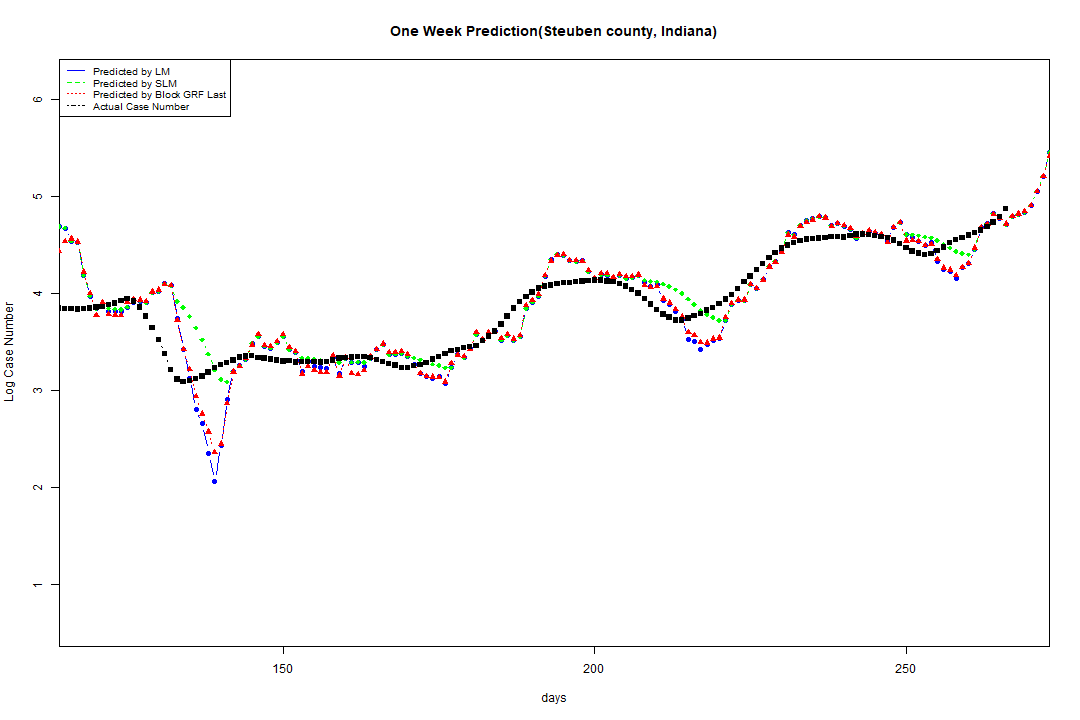 One Week Prediction(Steuben county, Indiana)
Predicted by LM
Predicted by SLM
Predicted by Block GRF Last
Actual Case Number
6
5
4
3
2
1
Log Case Number
150 200 250
days